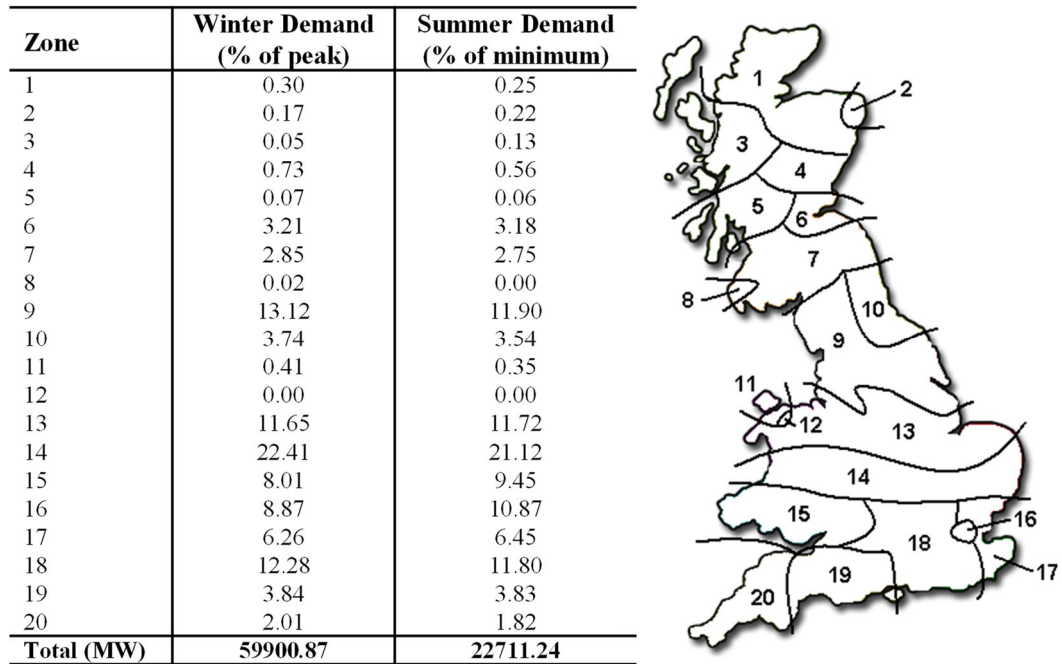 Zone Winter Demand (% of peak) Summer Demand (% of minimum)
1 0.30 0.25
2 0.17 0.22
3 0.05 0.13
4 0.73 0.56
5 0.07 0.06
6 3.21 3.18
7 2.85 2.75
8 0.02 0.00
9 13.12 11.90
10 3.74 3.54
11 0.41 0.35
12 0.00 0.00
13 11.65 11.72
14 22.41 21.12
15 8.01 9.45
16 8.87 10.87
17 6.26 6.45
18 12.28 11.80
19 3.84 3.83
20 2.01 1.82
Total (MW) 59900.87 22711.24
1
2
3
4
5
6
7
8
10
9
11
12
13
14
15
16
18
17
19
20